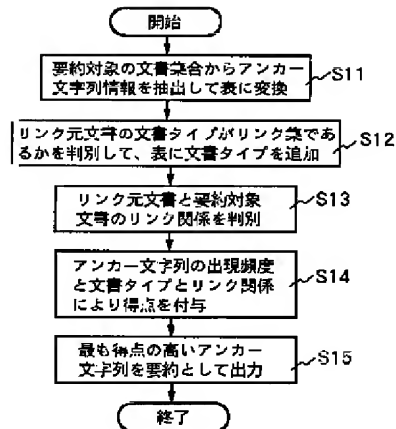 開始
要約対象の文書集合からアンカー
文字列情報を抽出して表に変換
S11
リンク元文書の文書タイプがリンク集であ
るかを判別して、表に文書タイプを追加
S12
リンク元文書と要約対象
文書のリンク関係を判別
S13
アンカー文字列の出現頻度
と文書タイプとリンク関係
により得点を付与
S14
最も得点の高いアンカー
文字列を要約として出力
S15
終了